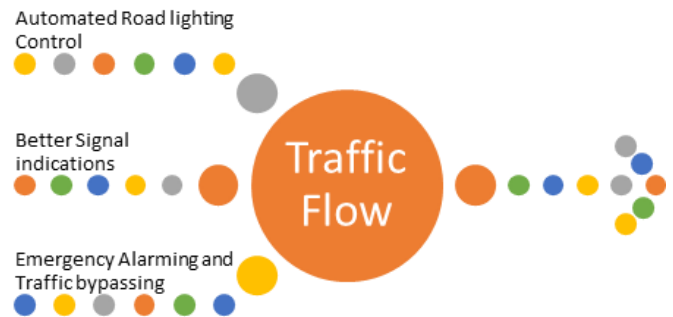 Automated Road lighting
Control
Better Signal
indications
Traffic
Flow
Emergency Alarming and
Traffic bypassing